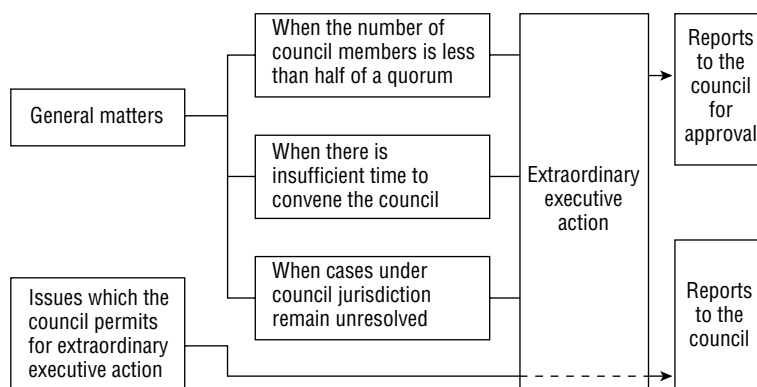 When the number of
council members is less
than half of a quorum
Reports
to the
council
for
approval
General matters
When there is
insufficient time to
convene the council
Extraordinary
executive
action
When cases under
council jurisdiction
remain unresolved
Issues which the
council permits
for extraordinary
executive action
Reports
to the
council